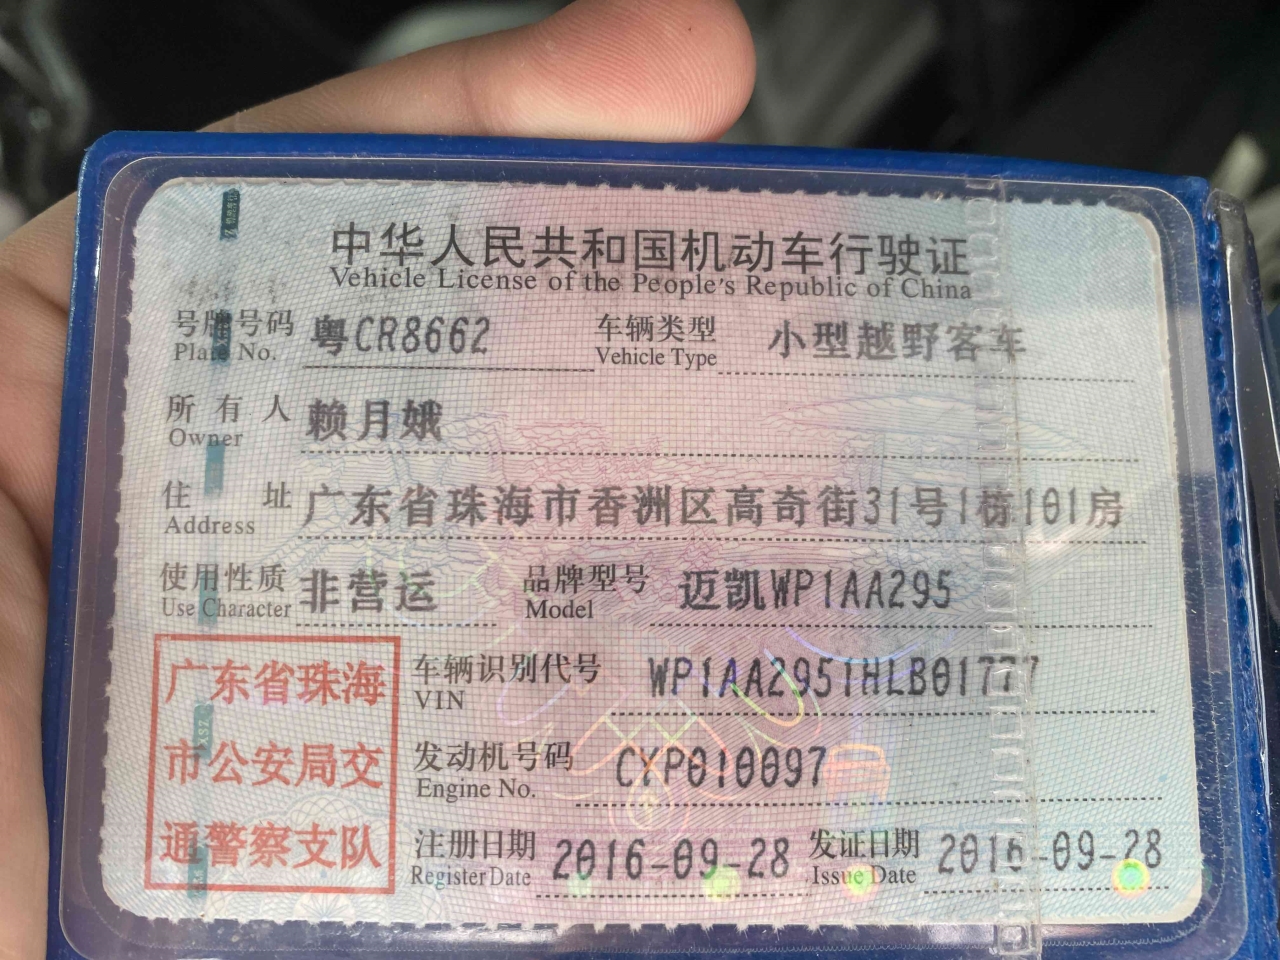 中华人民共和国机动车行驶证
Vehicle License of the People's Republic of China
号牌号码 粤CR8662 车辆类型 小型越野客车
Plate No. Vehicle Type
所有人 赖月娥
Owner
住址 广东省珠海市香洲区高奇街31号1栋101房
Address
使用性质 非营运 品牌型号 迈凯WP1AA295
Use Character Model
广东省珠海
市公安局交
通警察支队
车辆识别代号 WP1AA2951HLB01777
VIN
发动机号码 CYP010097
Engine No.
注册日期 2016-09-28 发证日期 2016-09-28
Register Date Issue Date